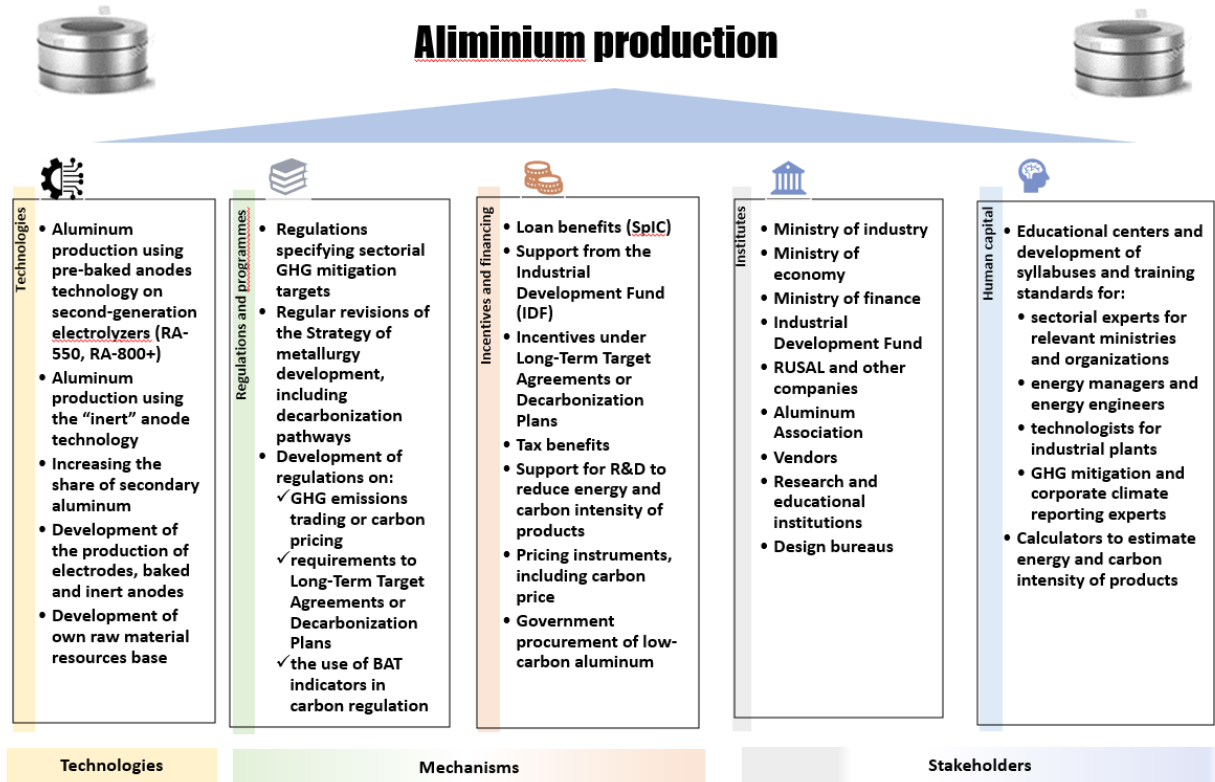 Aliminium production
Technologies
• Aluminum
production using
pre-baked anodes
technology on
second-generation
electrolyzers (RA-
550, RA-800+)
• Aluminum
production using
the “inert” anode
technology
• Increasing the
share of secondary
aluminum
• Development of
the production of
electrodes, baked
and inert anodes
• Development of
own raw material
resources base
Regulations and programmes
• Regulations
specifying sectorial
GHG mitigation
targets
• Regular revisions of
the Strategy of
metallurgy
development,
including
decarbonization
pathways
• Development of
regulations on:
✓GHG emissions
trading or carbon
pricing
✓requirements to
Long-Term Target
Agreements or
Decarbonization
Plans
✓the use of BAT
indicators in
carbon regulation
Incentives and financing
• Loan benefits (SpIC)
• Support from the
Industrial
Development Fund
(IDF)
• Incentives under
Long-Term Target
Agreements or
Decarbonization
Plans
• Tax benefits
• Support for R&D to
reduce energy and
carbon intensity of
products
• Pricing instruments,
including carbon
price
• Government
procurement of low-
carbon aluminum
Institutes
• Ministry of industry
• Ministry of
economy
• Ministry of finance
• Industrial
Development Fund
• RUSAL and other
companies
• Aluminum
Association
• Vendors
• Research and
educational
institutions
• Design bureaus
Human capital
• Educational centers and
development of
syllabuses and training
standards for:
• sectorial experts for
relevant ministries
and organizations
• energy managers and
energy engineers
• technologists for
industrial plants
• GHG mitigation and
corporate climate
reporting experts
• Calculators to estimate
energy and carbon
intensity of products
Technologies
Mechanisms
Stakeholders